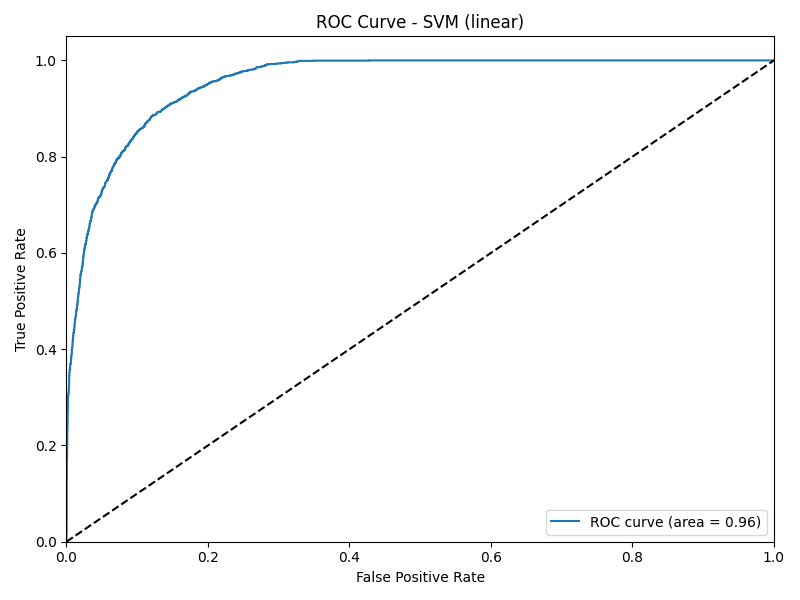 ROC Curve - SVM (linear)
True Positive Rate
1.0
0.8
0.6
0.4
0.2
0.0
ROC curve (area = 0.96)
0.0 0.2 0.4 0.6 0.8 1.0
False Positive Rate